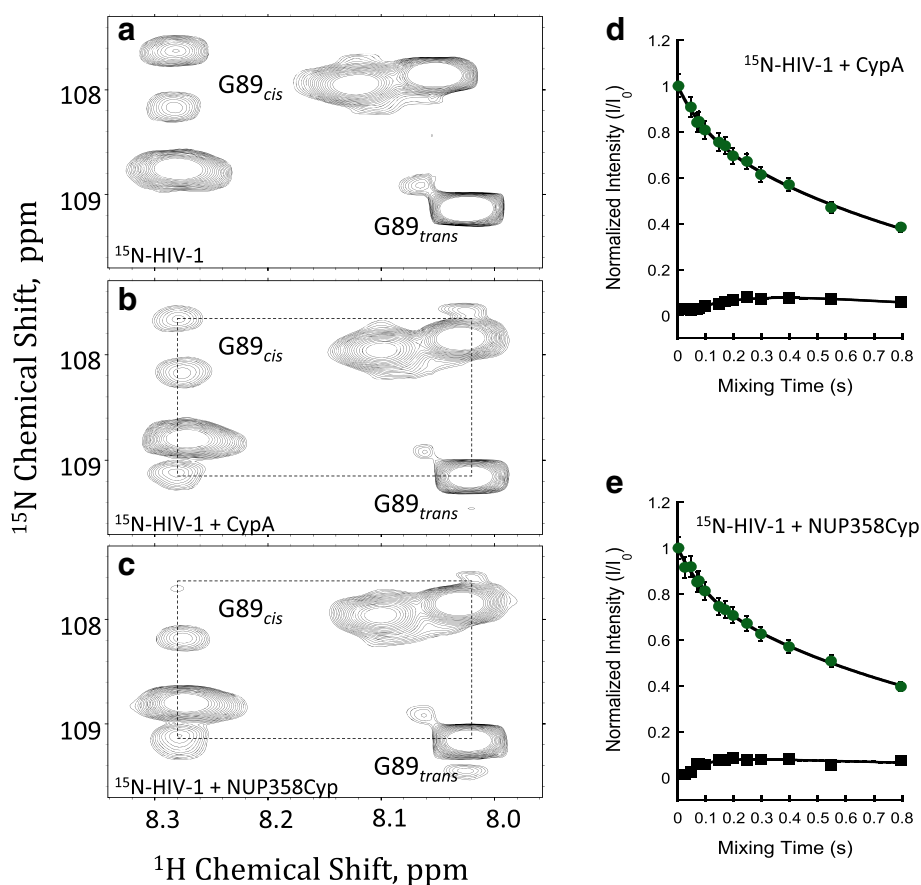 a
G89cis
108
109
G89trans
¹⁵N-HIV-1
b
G89cis
108
109
G89trans
¹⁵N-HIV-1 + CypA
c
G89cis
108
109
G89trans
¹⁵N-HIV-1 + NUP358Cyp
8.3 8.2 8.1 8.0
¹H Chemical Shift, ppm
¹⁵N Chemical Shift, ppm
d
¹⁵N-HIV-1 + CypA
1.2
1
0.8
0.6
0.4
0.2
0
Normalized Intensity (I/I₀)
0 0.1 0.2 0.3 0.4 0.5 0.6 0.7 0.8
Mixing Time (s)
e
¹⁵N-HIV-1 + NUP358Cyp
1.2
1
0.8
0.6
0.4
0.2
0
Normalized Intensity (I/I₀)
0 0.1 0.2 0.3 0.4 0.5 0.6 0.7 0.8
Mixing Time (s)